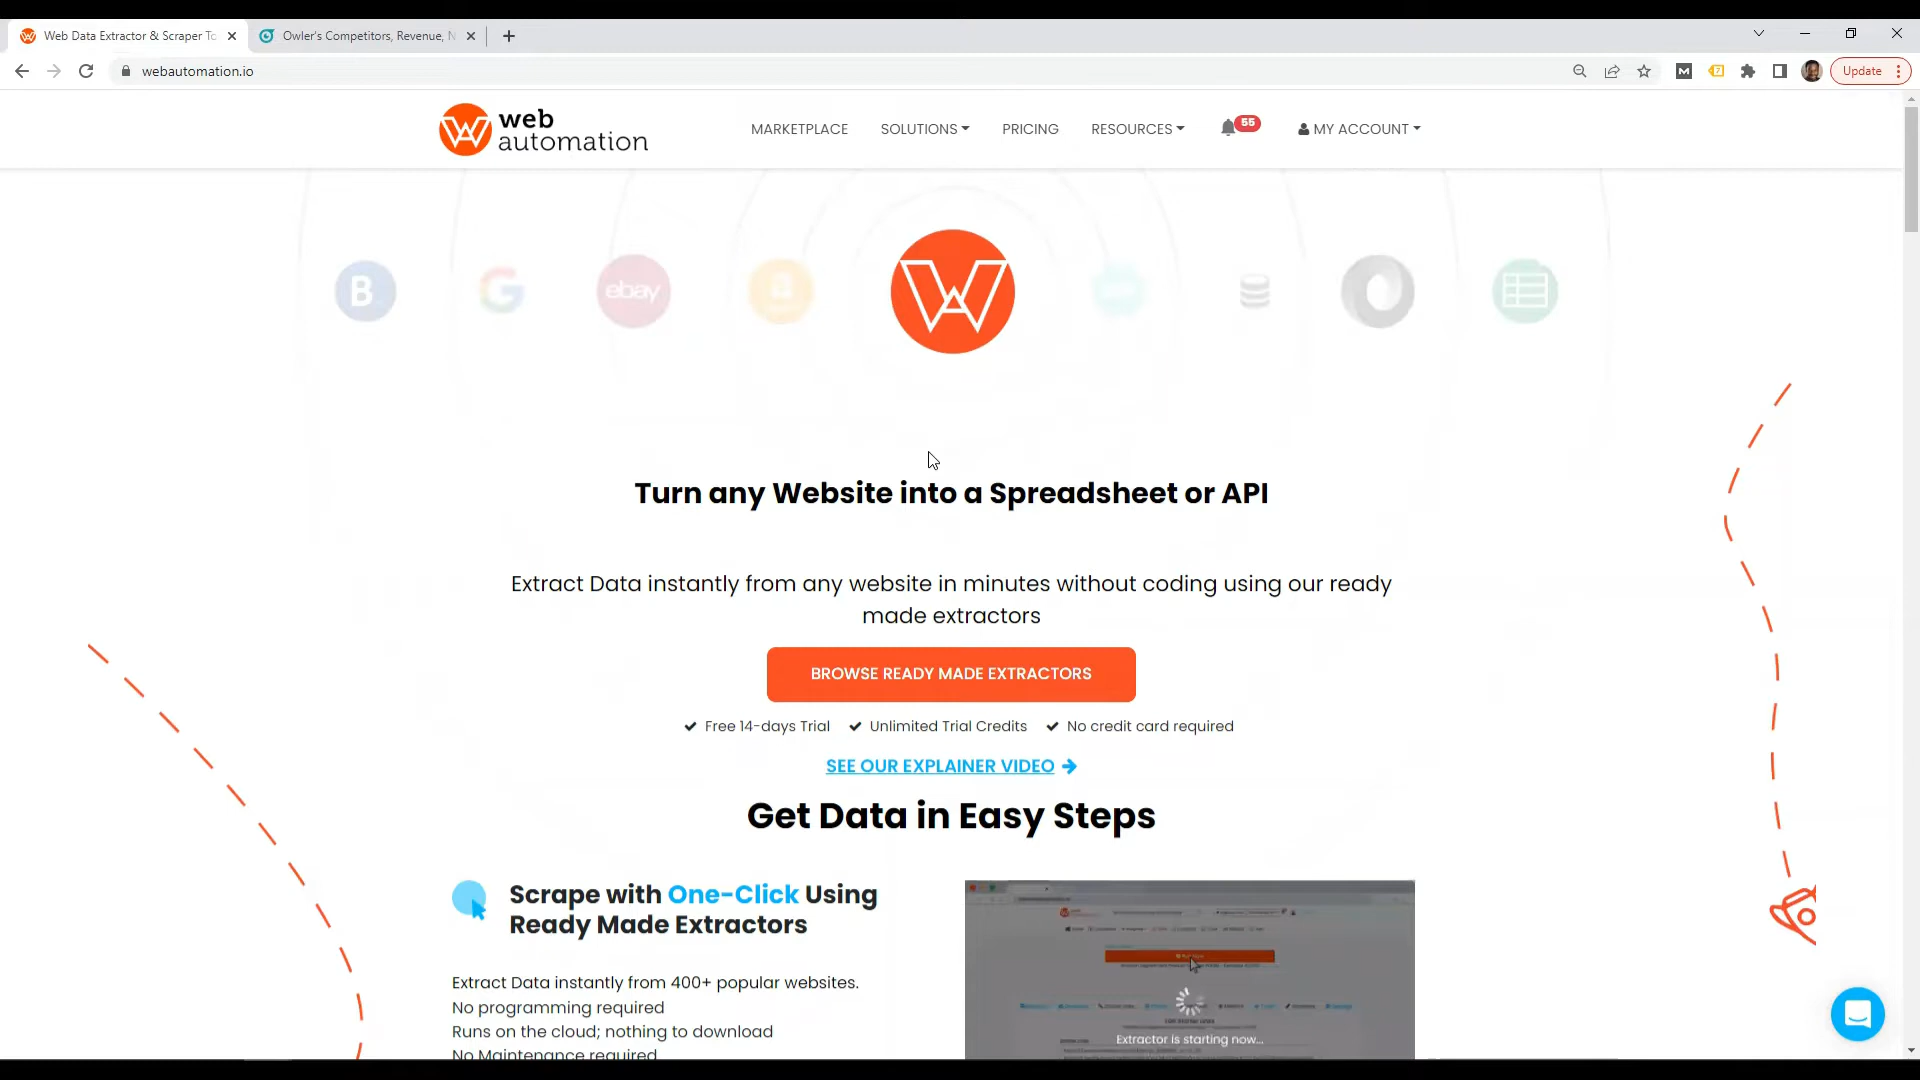 Web Data Extractor & Scraper To
Owler's Competitors, Revenue, N
webautomation.io
Update
web
automation
MARKETPLACE
SOLUTIONS
PRICING
RESOURCES
55
MY ACCOUNT
B
G
ebay
Turn any Website into a Spreadsheet or API
Extract Data instantly from any website in minutes without coding using our ready
made extractors
BROWSE READY MADE EXTRACTORS
Free 14-days Trial
Unlimited Trial Credits
No credit card required
SEE OUR EXPLAINER VIDEO
Get Data in Easy Steps
Scrape with One-Click Using
Ready Made Extractors
Extract Data instantly from 400+ popular websites.
No programming required
Runs on the cloud; nothing to download
No Maintenance required
Extractor is starting now...